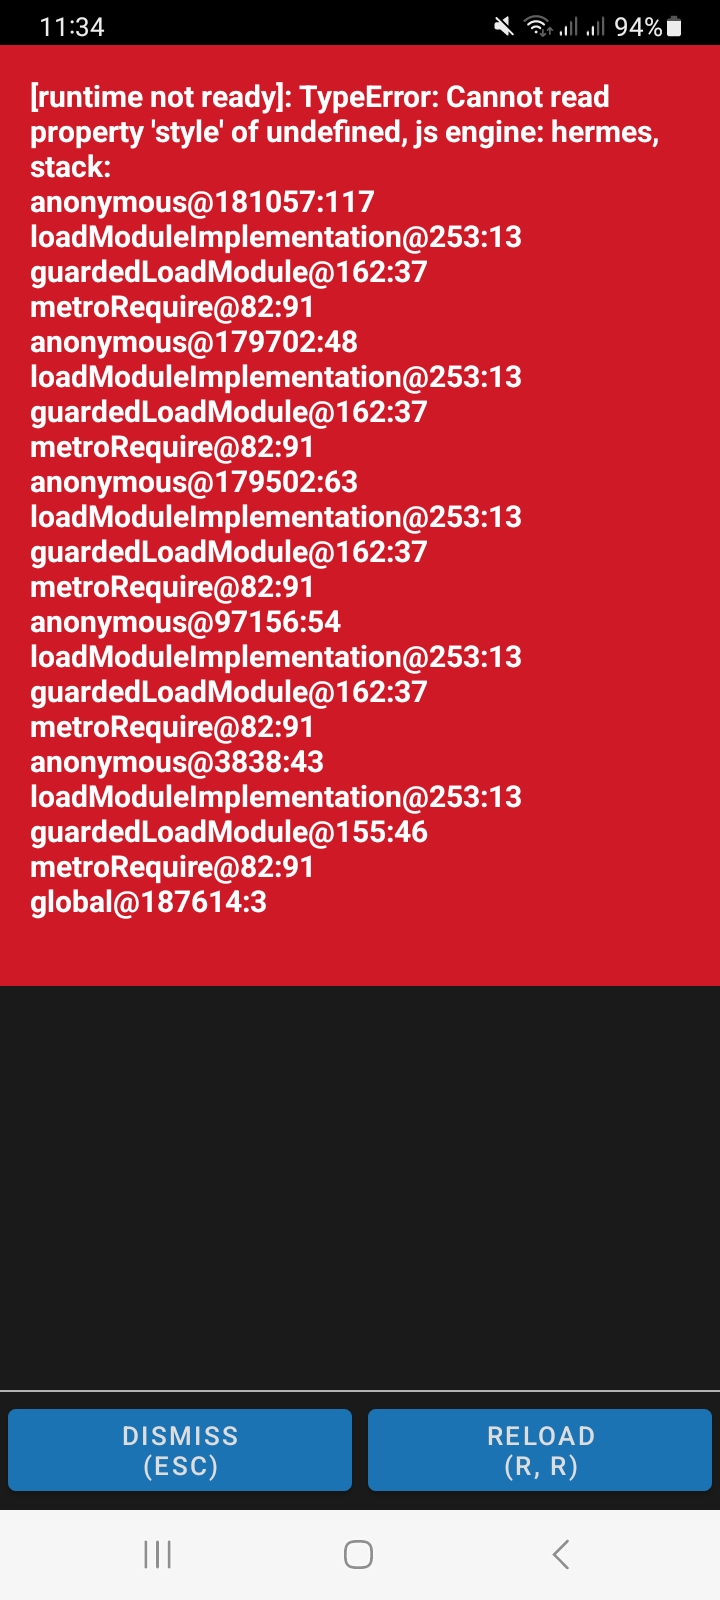 11:34 94%
[runtime not ready]: TypeError: Cannot read
property 'style' of undefined, js engine: hermes,
stack:
anonymous@181057:117
loadModuleImplementation@253:13
guardedLoadModule@162:37
metroRequire@82:91
anonymous@179702:48
loadModuleImplementation@253:13
guardedLoadModule@162:37
metroRequire@82:91
anonymous@179502:63
loadModuleImplementation@253:13
guardedLoadModule@162:37
metroRequire@82:91
anonymous@97156:54
loadModuleImplementation@253:13
guardedLoadModule@162:37
metroRequire@82:91
anonymous@3838:43
loadModuleImplementation@253:13
guardedLoadModule@155:46
metroRequire@82:91
global@187614:3
DISMISS
(ESC)
RELOAD
(R, R)